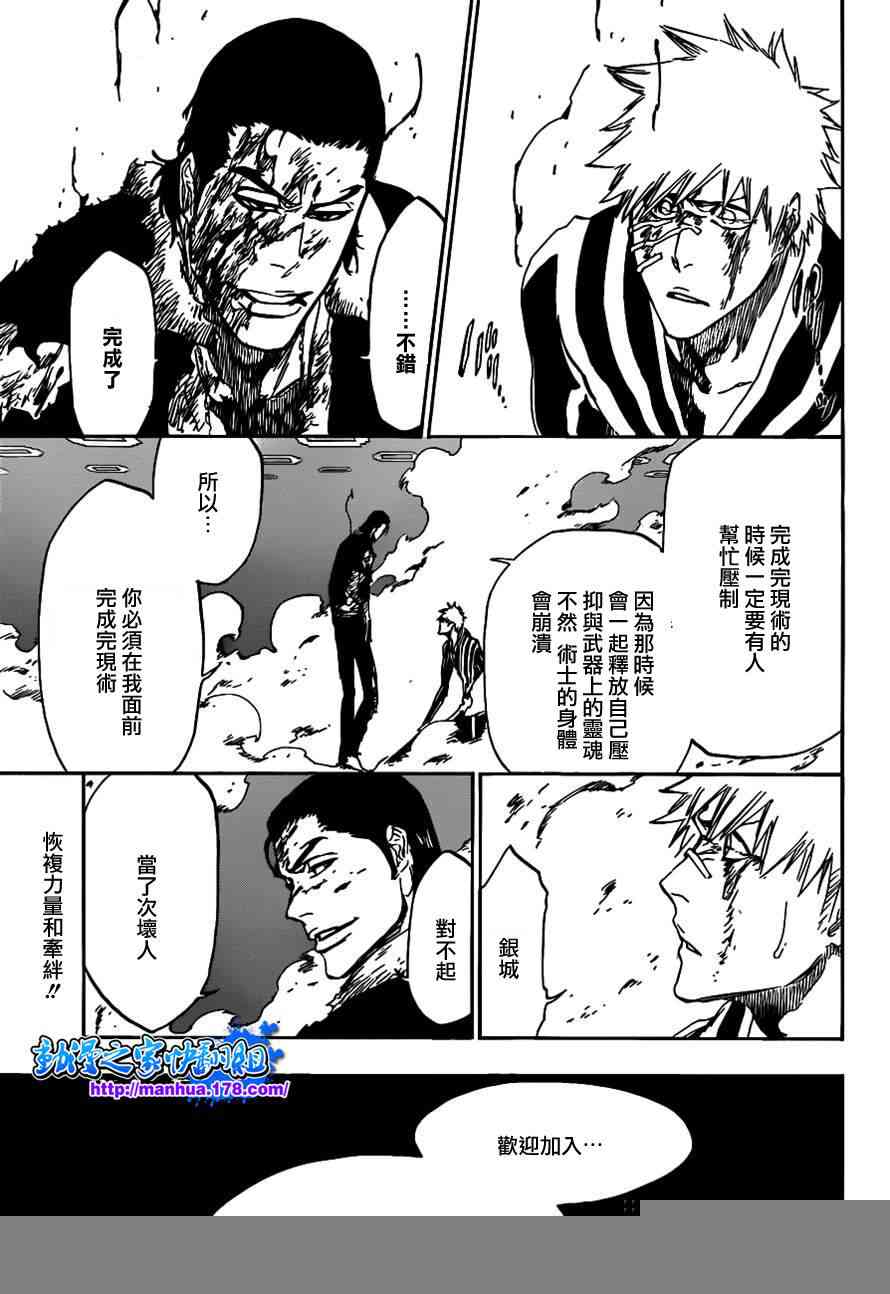 ……不錯
完成了
完成完現術的
時候一定要有人
幫忙壓制
因為那時候
會一起釋放自己壓
抑與武器上的靈魂
不然 術士的身體
會崩潰
所以…
你必須在我面前
完成完現術
銀城
對不起
當了次壞人
恢複力量和牽絆!!
動漫之家汉化組
http://manhua.178.com/
歡迎加入…